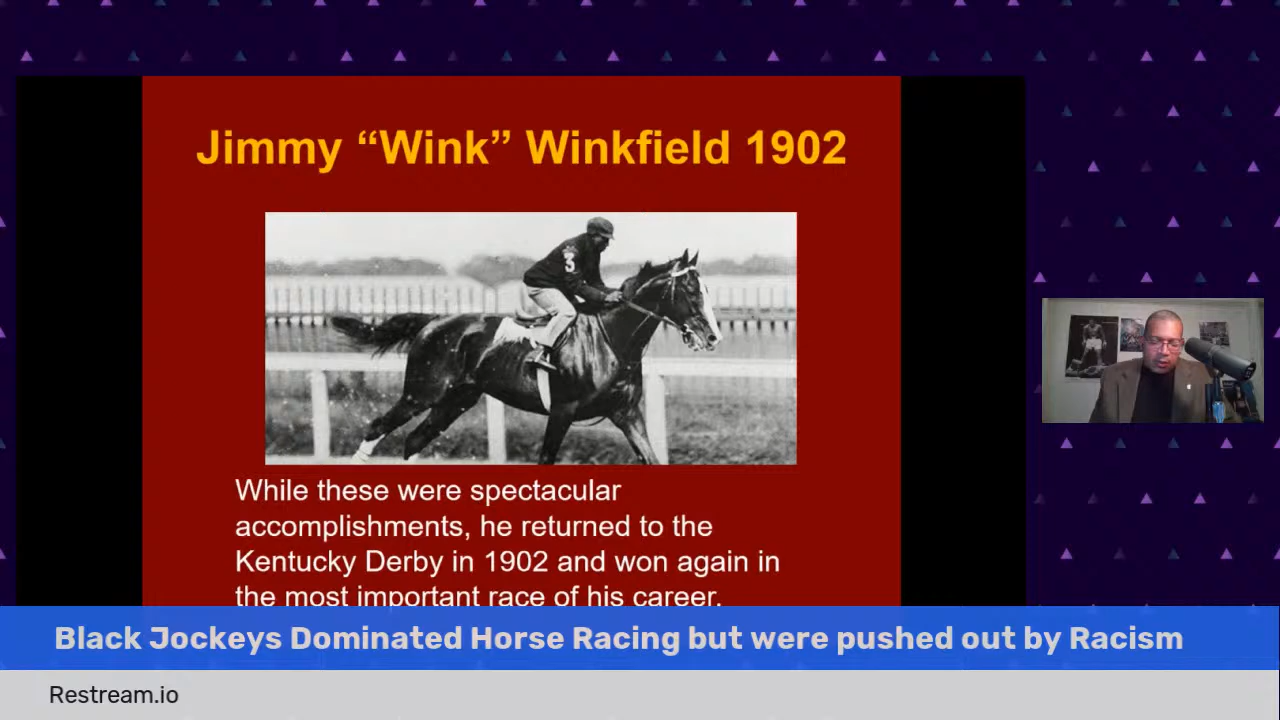 Jimmy “Wink” Winkfield 1902
3
While these were spectacular
accomplishments, he returned to the
Kentucky Derby in 1902 and won again in
the most important race of his career.
Black Jockeys Dominated Horse Racing but were pushed out by Racism
Restream.io